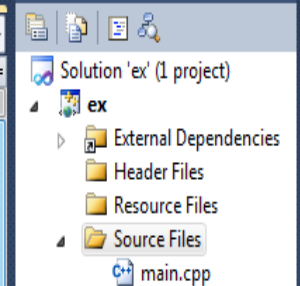 Solution 'ex' (1 project)
ex
External Dependencies
Header Files
Resource Files
Source Files
main.cpp